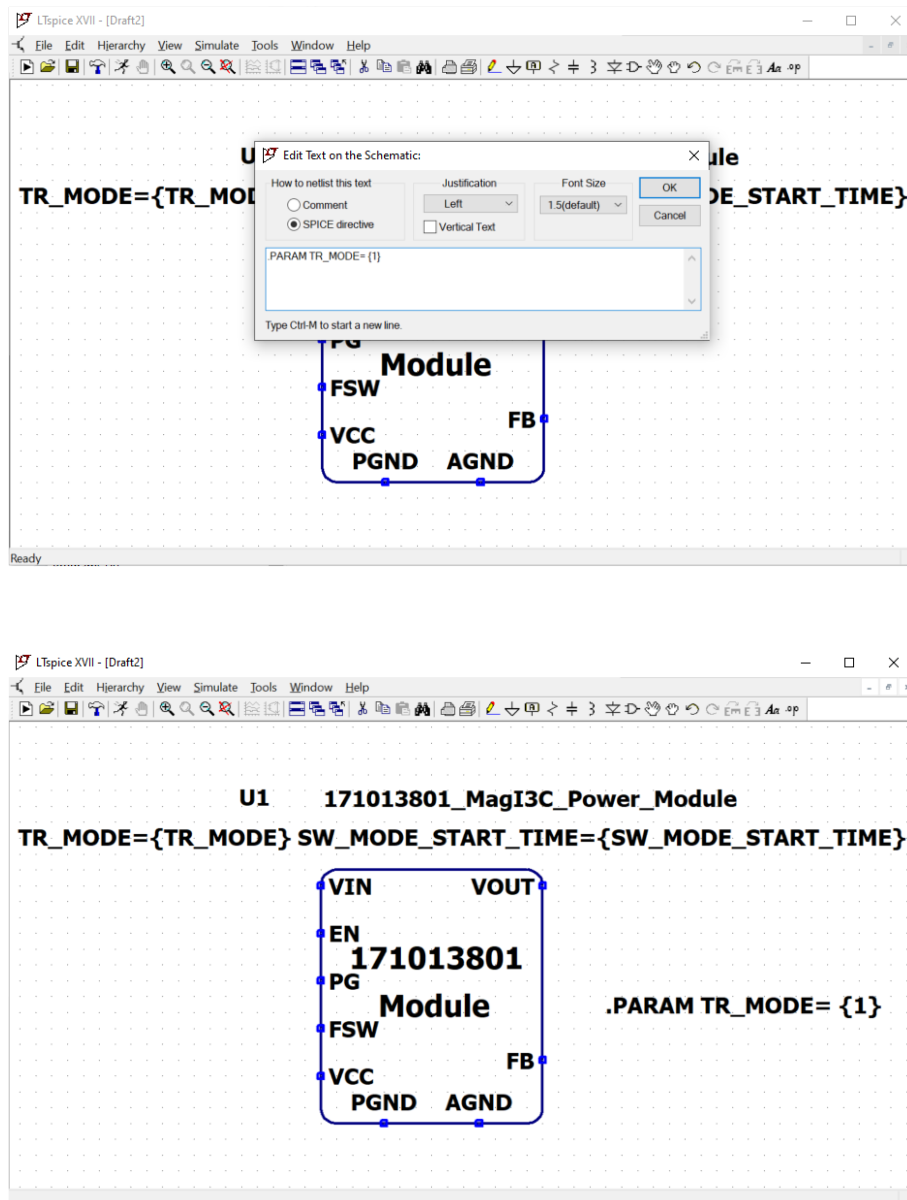 LTspice XVII - [Draft2]
File Edit Hierarchy View Simulate Tools Window Help
Edit Text on the Schematic:
U
ule
How to netlist this text
Justification
Font Size
OK
TR_MODE={TR_MOD
DE_START_TIME}
Comment
Left
1.5(default)
SPICE directive
Vertical Text
Cancel
.PARAM TR_MODE= {1}
Type Ctrl-M to start a new line.
PG
Module
FSW
FB
VCC
PGND AGND
Ready
LTspice XVII - [Draft2]
File Edit Hierarchy View Simulate Tools Window Help
U1 171013801_MagI3C_Power_Module
TR_MODE={TR_MODE} SW_MODE_START_TIME={SW_MODE_START_TIME}
VIN VOUT
EN
171013801
PG
Module
.PARAM TR_MODE= {1}
FSW
FB
VCC
PGND AGND